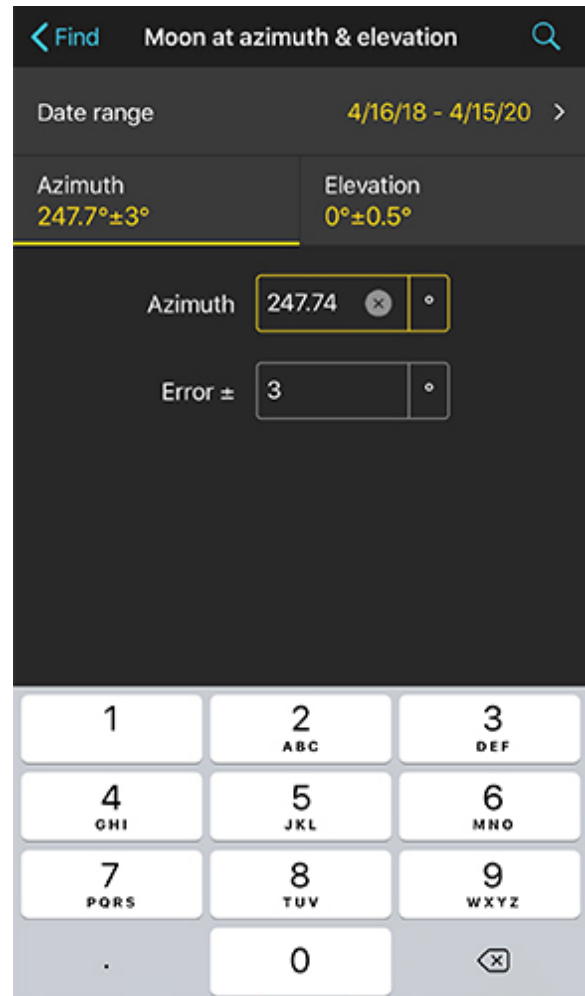 Find Moon at azimuth & elevation
Date range 4/16/18 - 4/15/20
Azimuth Elevation
247.7°±3° 0°±0.5°
Azimuth 247.74 °
Error ± 3 °
1 2 3
ABC DEF
4 5 6
GHI JKL MNO
7 8 9
PQRS TUV WXYZ
. 0